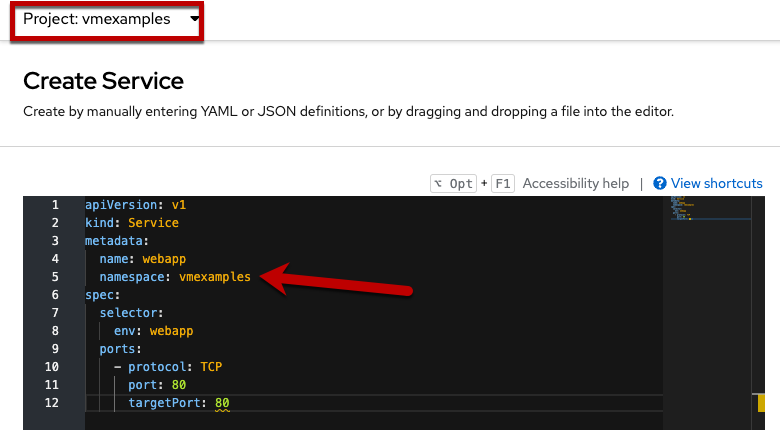 Project: vmexamples
Create Service
Create by manually entering YAML or JSON definitions, or by dragging and dropping a file into the editor.
⌥ Opt + F1 Accessibility help | View shortcuts
1 apiVersion: v1
2 kind: Service
3 metadata:
4   name: webapp
5   namespace: vmexamples
6 spec:
7   selector:
8     env: webapp
9   ports:
10     - protocol: TCP
11       port: 80
12       targetPort: 80